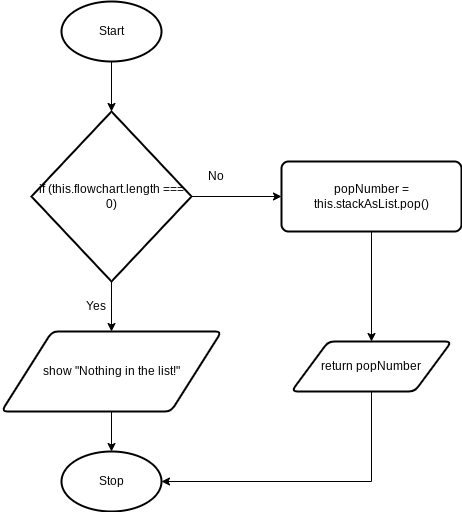 Start
if (this.flowchart.length ===
0)
No
popNumber =
this.stackAsList.pop()
Yes
show "Nothing in the list!"
return popNumber
Stop